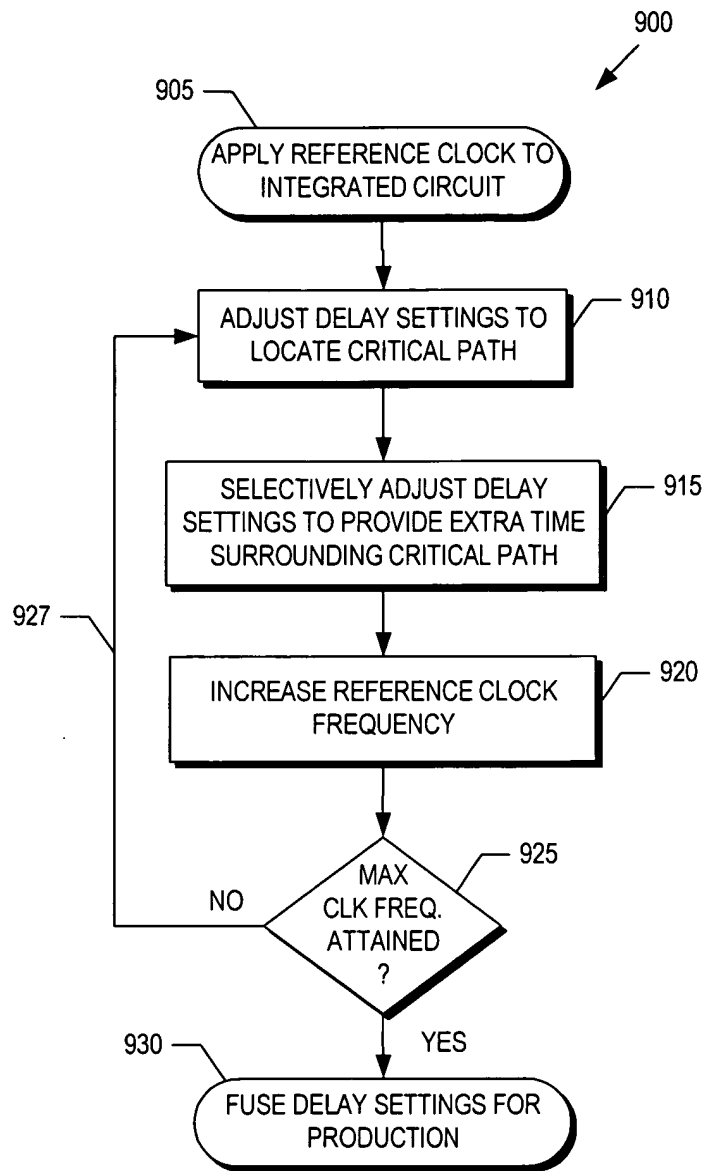 900
905
APPLY REFERENCE CLOCK TO
INTEGRATED CIRCUIT
910
ADJUST DELAY SETTINGS TO
LOCATE CRITICAL PATH
915
SELECTIVELY ADJUST DELAY
SETTINGS TO PROVIDE EXTRA TIME
SURROUNDING CRITICAL PATH
927
920
INCREASE REFERENCE CLOCK
FREQUENCY
925
MAX
CLK FREQ.
ATTAINED
?
NO
YES
930
FUSE DELAY SETTINGS FOR
PRODUCTION